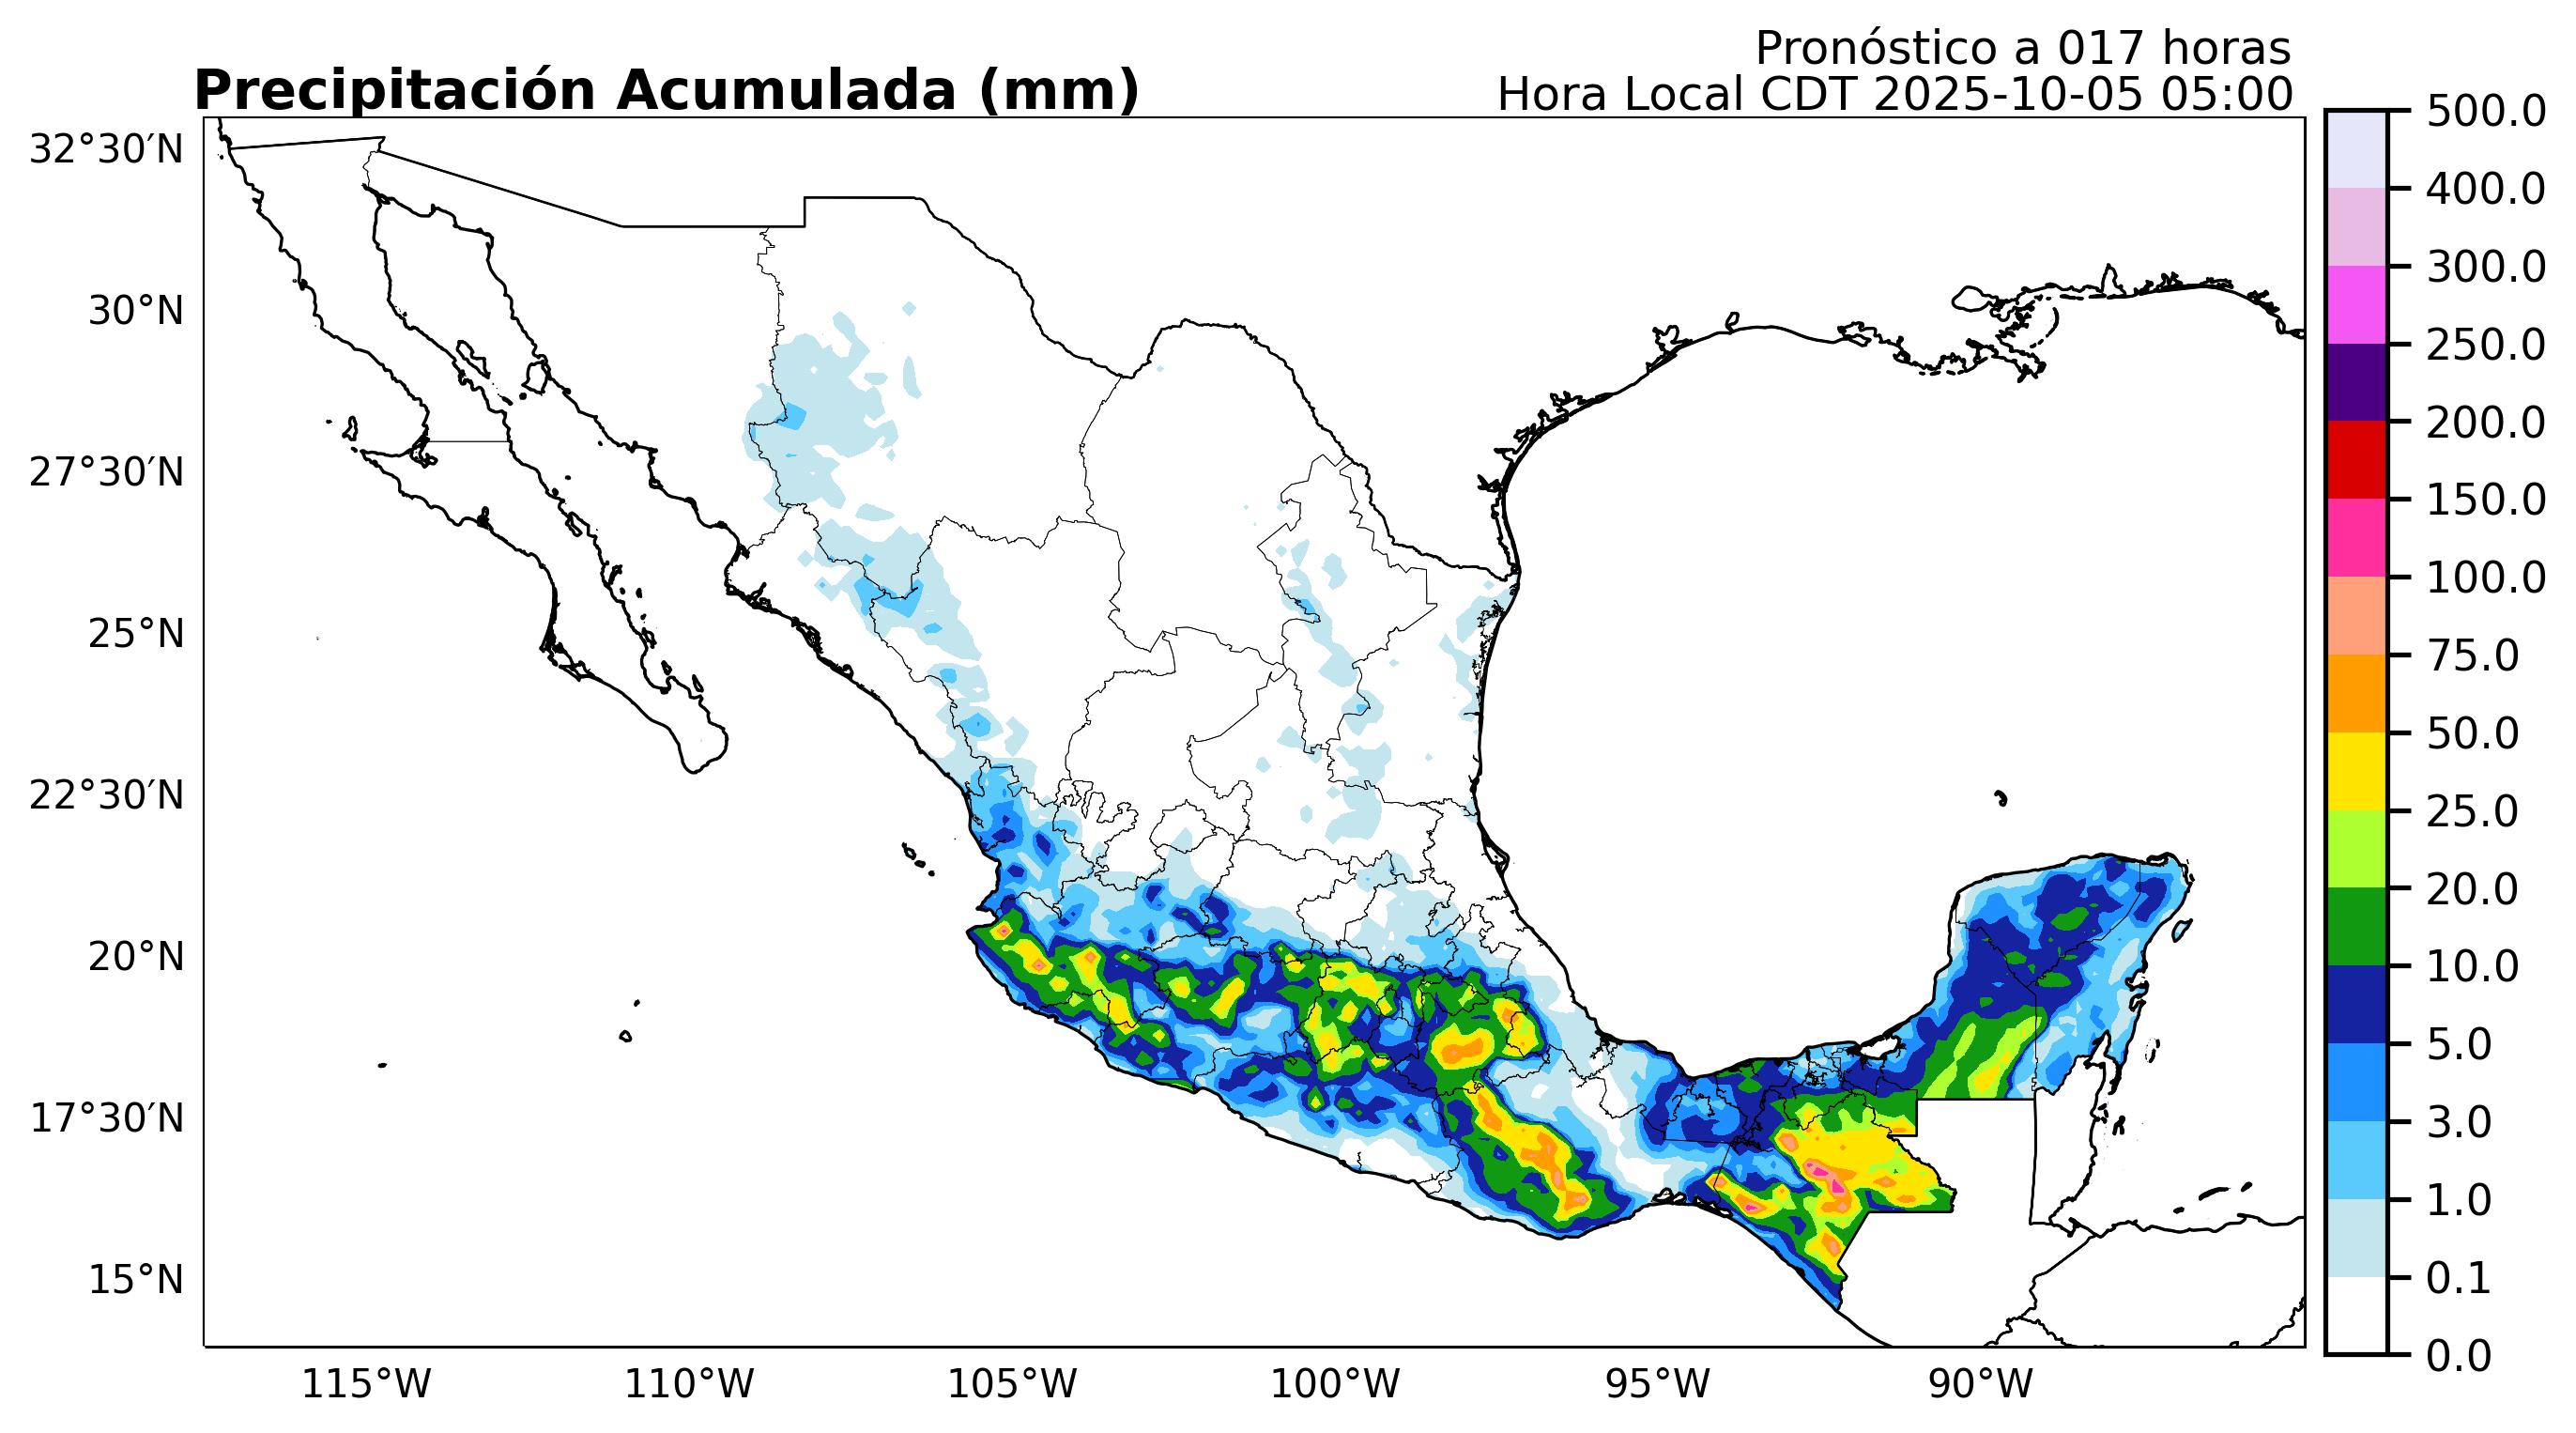 Pronóstico a 017 horas
Precipitación Acumulada (mm)
Hora Local CDT 2025-10-05 05:00
32°30′N
30°N
27°30′N
25°N
22°30′N
20°N
17°30′N
15°N
115°W
110°W
105°W
100°W
95°W
90°W
500.0
400.0
300.0
250.0
200.0
150.0
100.0
75.0
50.0
25.0
20.0
10.0
5.0
3.0
1.0
0.1
0.0